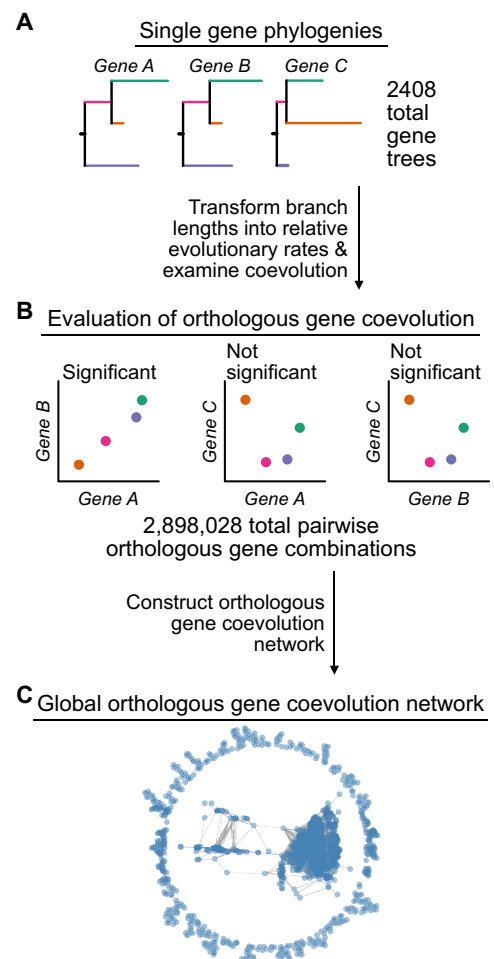 A
Single gene phylogenies
Gene A Gene B Gene C
2408
total
gene
trees
Transform branch
lengths into relative
evolutionary rates &
examine coevolution
B
Evaluation of orthologous gene coevolution
Significant
Not
significant
Not
significant
Gene B
Gene A
Gene C
Gene A
Gene C
Gene B
2,898,028 total pairwise
orthologous gene combinations
Construct orthologous
gene coevolution
network
C
Global orthologous gene coevolution network